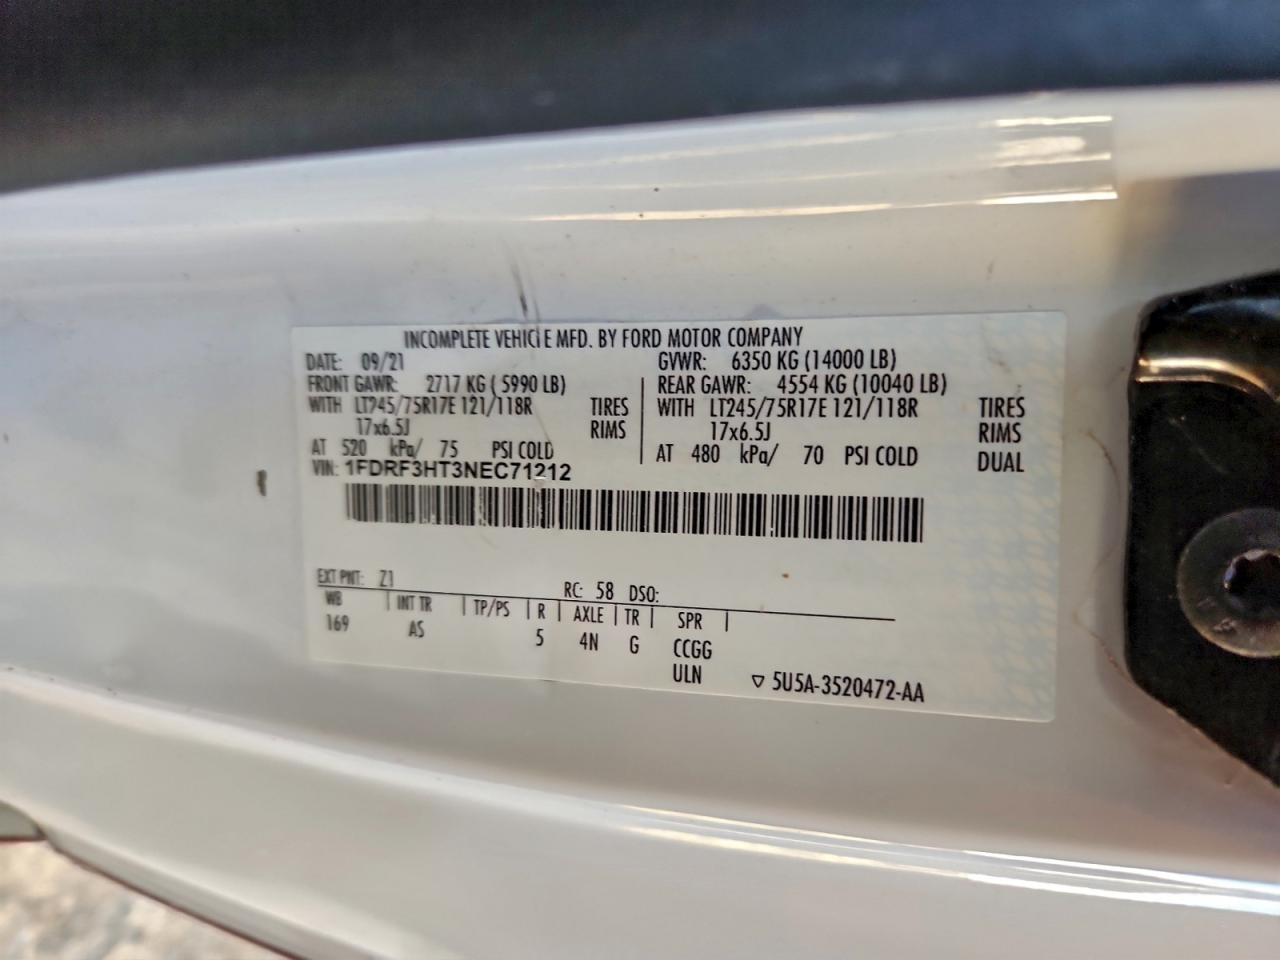 INCOMPLETE VEHICLE MFD. BY FORD MOTOR COMPANY
DATE: 09/21 GVWR: 6350 KG (14000 LB)
FRONT GAWR: 2717 KG ( 5990 LB) REAR GAWR: 4554 KG (10040 LB)
WITH LT245/75R17E 121/118R TIRES WITH LT245/75R17E 121/118R TIRES
17x6.5J RIMS 17x6.5J RIMS
AT 520 kPa/ 75 PSI COLD AT 480 kPa/ 70 PSI COLD DUAL
VIN: 1FDRF3HT3NEC71212
EXT PNT: Z1 RC: 58 DSO:
WB INT TR TP/PS R AXLE TR SPR
169 AS 5 4N G CCGG
ULN ▽ 5U5A-3520472-AA